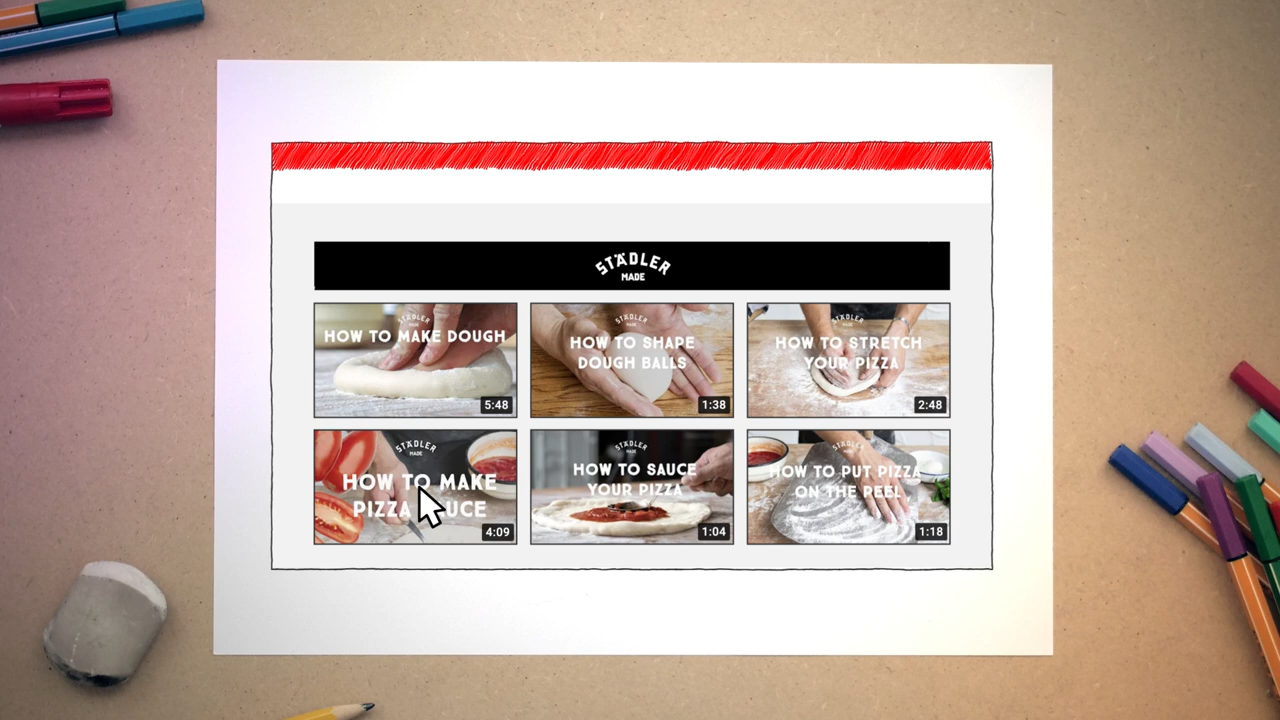 STÄDLER
MADE
STÄDLER
MADE
HOW TO MAKE DOUGH
5:48
STÄDLER
MADE
HOW TO SHAPE
DOUGH BALLS
1:38
STÄDLER
MADE
HOW TO STRETCH
YOUR PIZZA
2:48
STÄDLER
MADE
HOW TO MAKE
PIZZA UCE
4:09
STÄDLER
MADE
HOW TO SAUCE
YOUR PIZZA
1:04
STÄDLER
HOW TO PUT PIZZA
ON THE PEEL
1:18